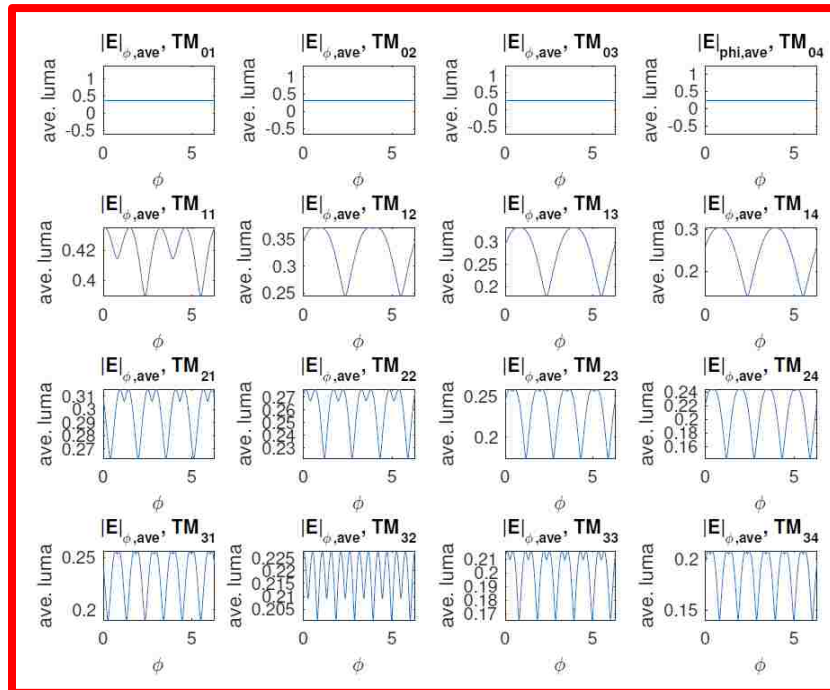 |E|ϕ,ave, TM01
|E|ϕ,ave, TM02
|E|ϕ,ave, TM03
|E|phi,ave, TM04
ave. luma
1
0.5
0
-0.5
0
5
ϕ
ave. luma
1
0.5
0
-0.5
0
5
ϕ
ave. luma
1
0.5
0
-0.5
0
5
ϕ
ave. luma
1
0.5
0
-0.5
0
5
ϕ
|E|ϕ,ave, TM11
|E|ϕ,ave, TM12
|E|ϕ,ave, TM13
|E|ϕ,ave, TM14
ave. luma
0.42
0.4
0
5
ϕ
ave. luma
0.35
0.3
0.25
0
5
ϕ
ave. luma
0.3
0.25
0.2
0
5
ϕ
ave. luma
0.3
0.2
0
5
ϕ
|E|ϕ,ave, TM21
|E|ϕ,ave, TM22
|E|ϕ,ave, TM23
|E|ϕ,ave, TM24
ave. luma
0.31
0.3
0.29
0.28
0.27
0
5
ϕ
ave. luma
0.27
0.26
0.25
0.24
0.23
0
5
ϕ
ave. luma
0.25
0.2
0
5
ϕ
ave. luma
0.24
0.22
0.2
0.18
0.16
0
5
ϕ
|E|ϕ,ave, TM31
|E|ϕ,ave, TM32
|E|ϕ,ave, TM33
|E|ϕ,ave, TM34
ave. luma
0.25
0.2
0
5
ϕ
ave. luma
0.225
0.22
0.215
0.21
0.205
0
5
ϕ
ave. luma
0.21
0.2
0.19
0.18
0.17
0
5
ϕ
ave. luma
0.2
0.15
0
5
ϕ